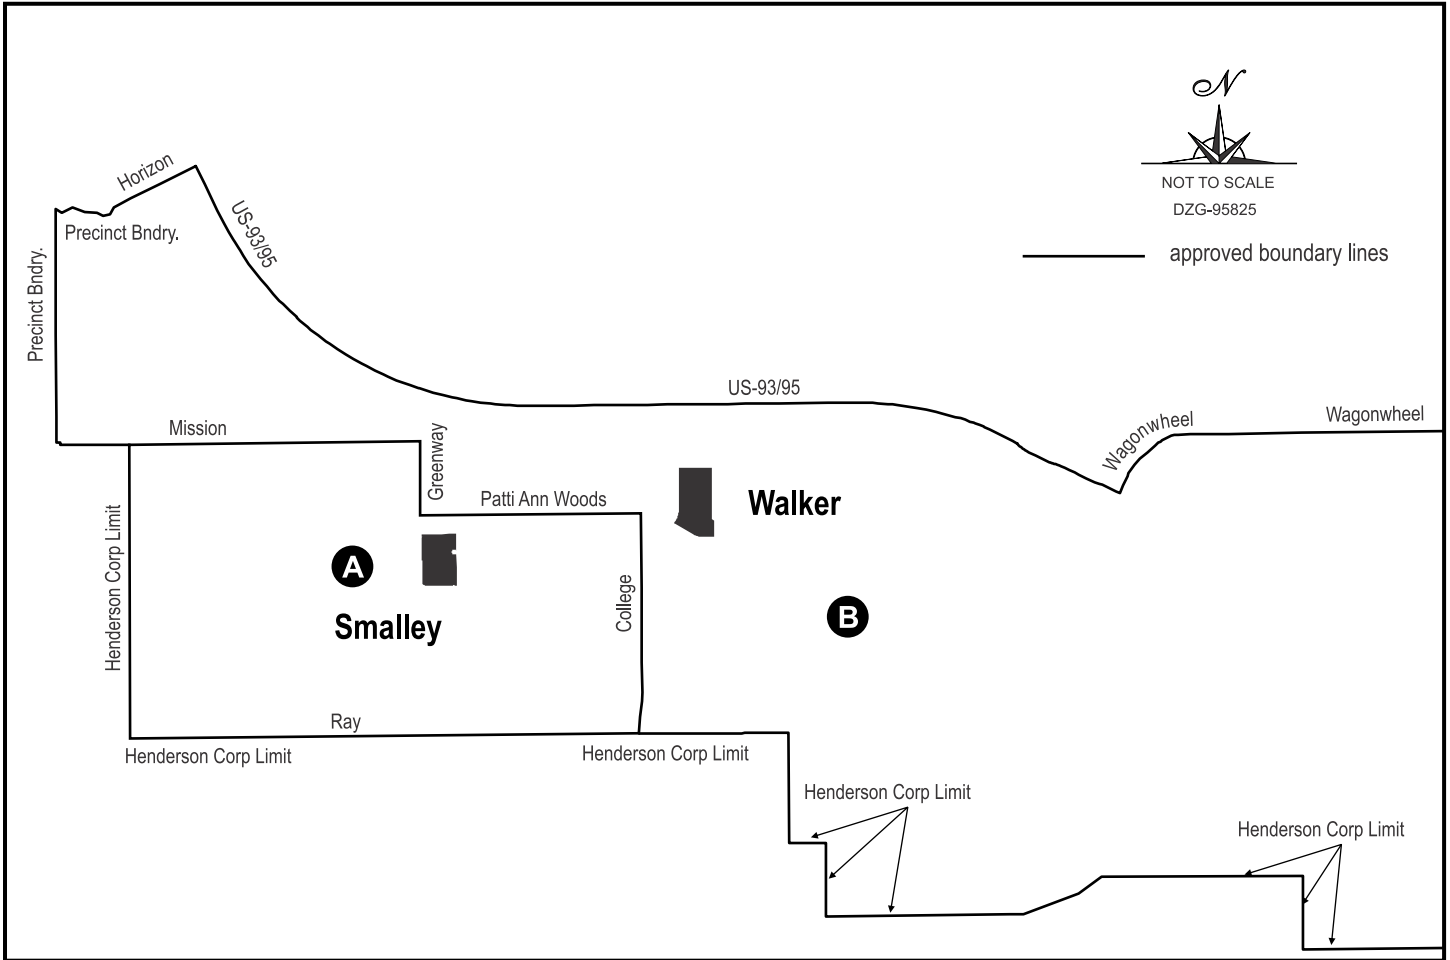 N
NOT TO SCALE
DZG-95825
approved boundary lines
Horizon
Precinct Bndry.
US-93/95
Precinct Bndry.
US-93/95
Wagonwheel
Wagonwheel
Mission
Greenway
Patti Ann Woods
Walker
Henderson Corp Limit
A
Smalley
College
B
Ray
Henderson Corp Limit
Henderson Corp Limit
Henderson Corp Limit
Henderson Corp Limit